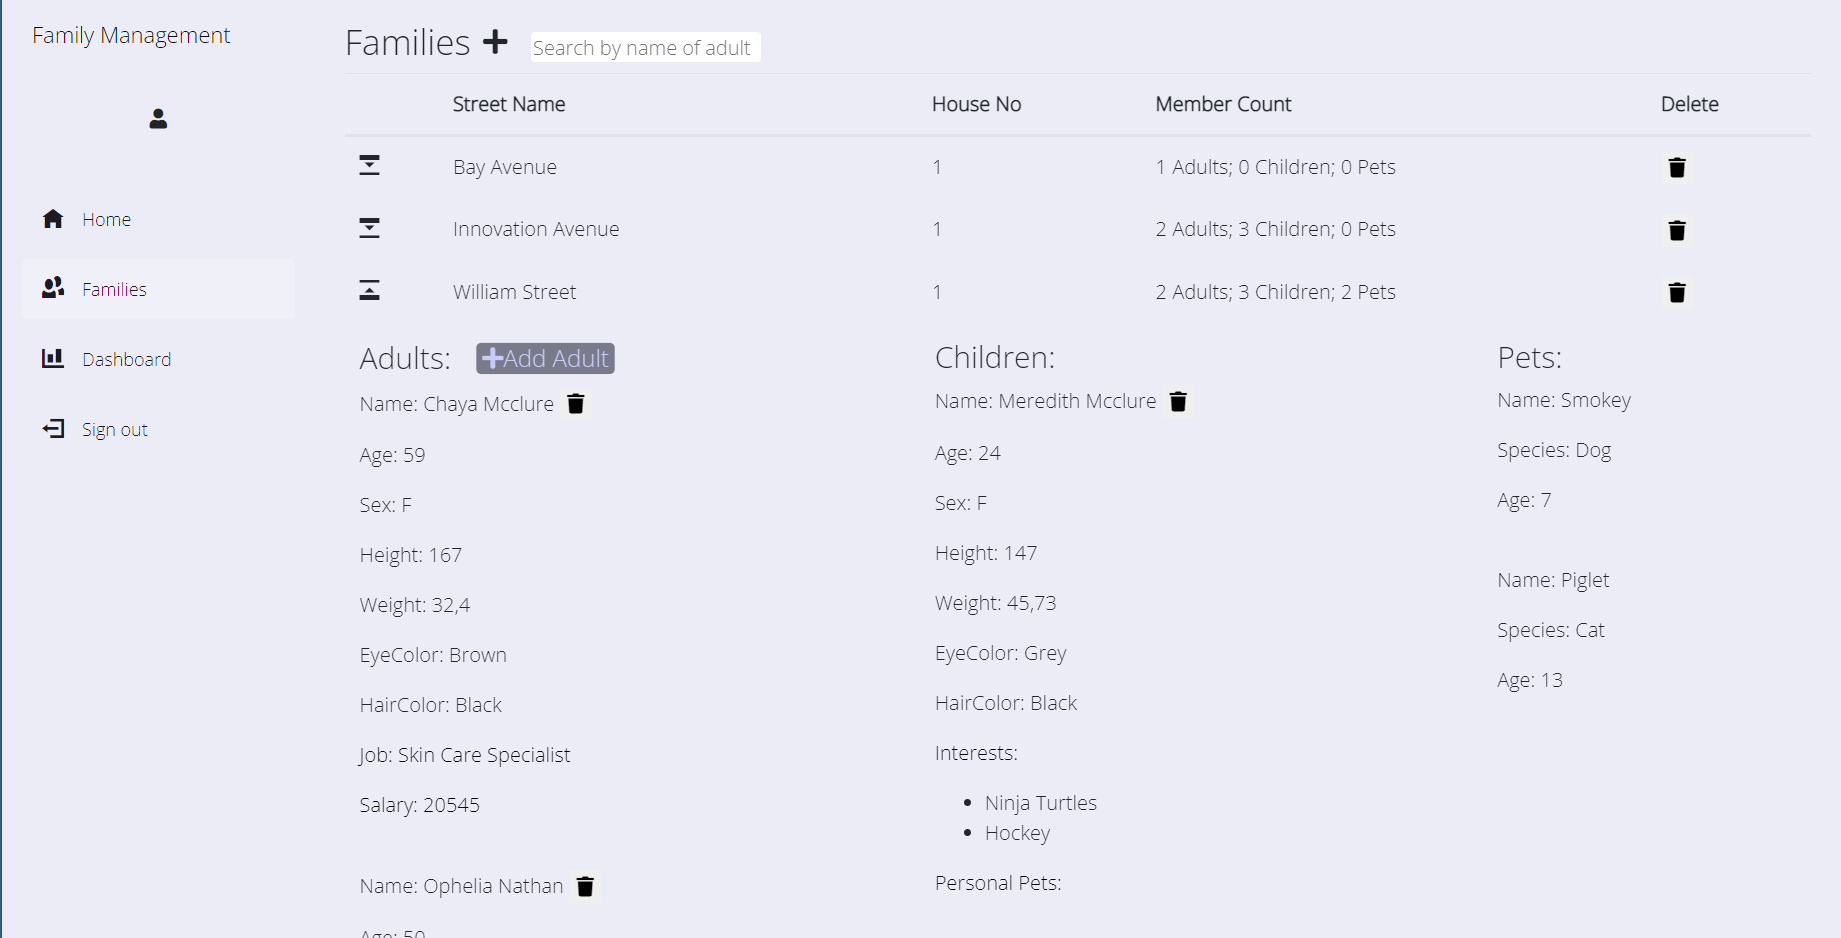 Family Management
Home
Families
Dashboard
Sign out
Families
Search by name of adult
Street Name House No Member Count Delete
Bay Avenue 1 1 Adults; 0 Children; 0 Pets
Innovation Avenue 1 2 Adults; 3 Children; 0 Pets
William Street 1 2 Adults; 3 Children; 2 Pets
Adults: +Add Adult
Name: Chaya Mcclure
Age: 59
Sex: F
Height: 167
Weight: 32,4
EyeColor: Brown
HairColor: Black
Job: Skin Care Specialist
Salary: 20545
Name: Ophelia Nathan
Age: 50
Children:
Name: Meredith Mcclure
Age: 24
Sex: F
Height: 147
Weight: 45,73
EyeColor: Grey
HairColor: Black
Interests:
• Ninja Turtles
• Hockey
Personal Pets:
Pets:
Name: Smokey
Species: Dog
Age: 7
Name: Piglet
Species: Cat
Age: 13